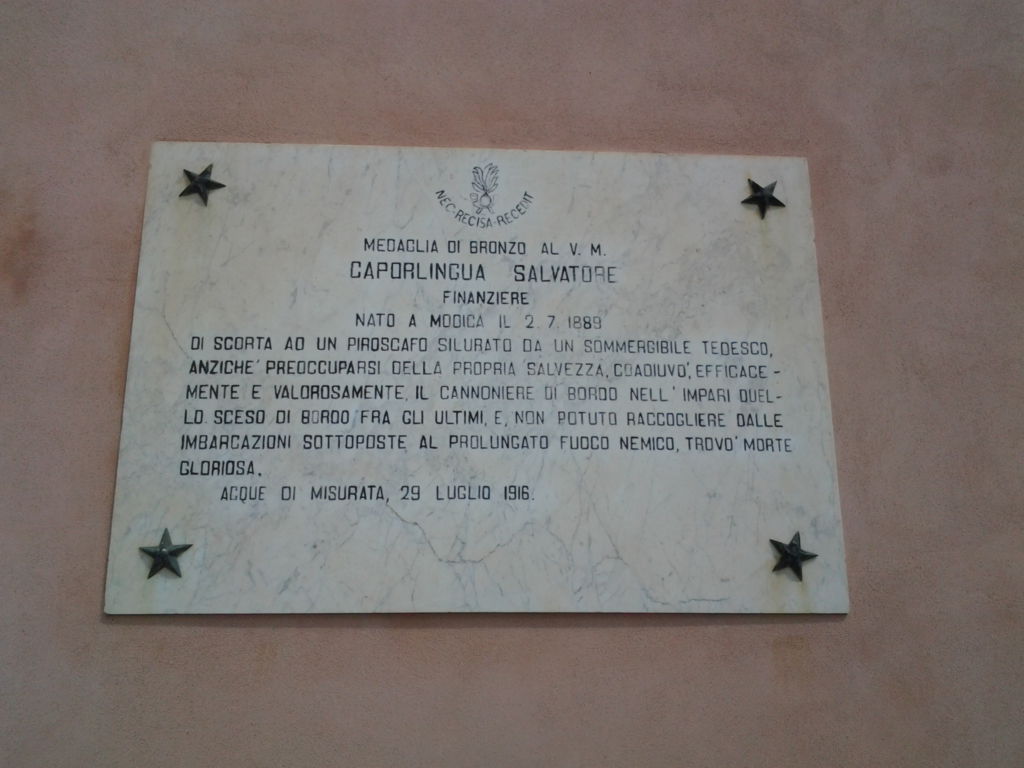 NEC-RECISA-RECEDIT
MEDAGLIA DI BRONZO AL V. M.
CAPORLINGUA SALVATORE
FINANZIERE
NATO A MODICA IL 2. 7. 1889
DI SCORTA AD UN PIROSCAFO SILURATO DA UN SOMMERGIBILE TEDESCO,
ANZICHE' PREOCCUPARSI DELLA PROPRIA SALVEZZA, COADIUVO', EFFICACE-
MENTE E VALOROSAMENTE, IL CANNONIERE DI BORDO NELL' IMPARI DUEL-
LO. SCESO DI BORDO FRA GLI ULTIMI, E, NON POTUTO RACCOGLIERE DALLE
IMBARCAZIONI SOTTOPOSTE AL PROLUNGATO FUOCO NEMICO, TROVO' MORTE
GLORIOSA.
ACQUE DI MISURATA, 29 LUGLIO 1916.